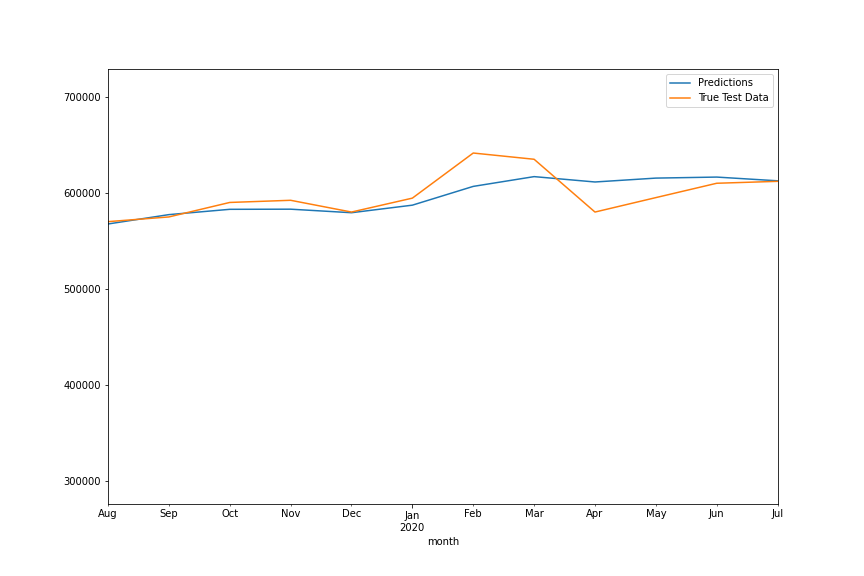 Predictions
True Test Data
700000
600000
500000
400000
300000
Aug Sep Oct Nov Dec Jan Feb Mar Apr May Jun Jul
2020
month